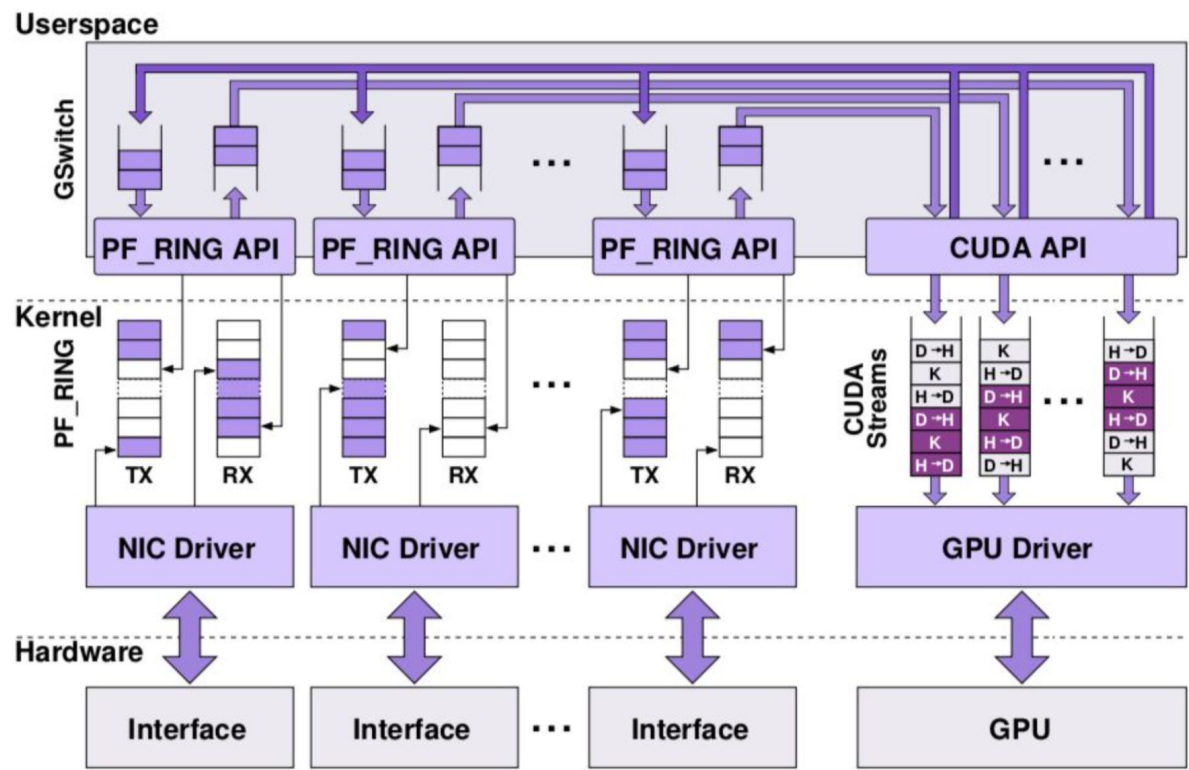 Userspace
GSwitch
...
...
PF_RING API
PF_RING API
PF_RING API
CUDA API
Kernel
PF_RING
...
CUDA
Streams
D→H
K
H→D
D→H
K
H→D
K
H→D
D→H
K
H→D
D→H
...
H→D
D→H
K
H→D
D→H
K
TX
RX
TX
RX
TX
RX
NIC Driver
NIC Driver
...
NIC Driver
GPU Driver
Hardware
Interface
Interface
...
Interface
GPU